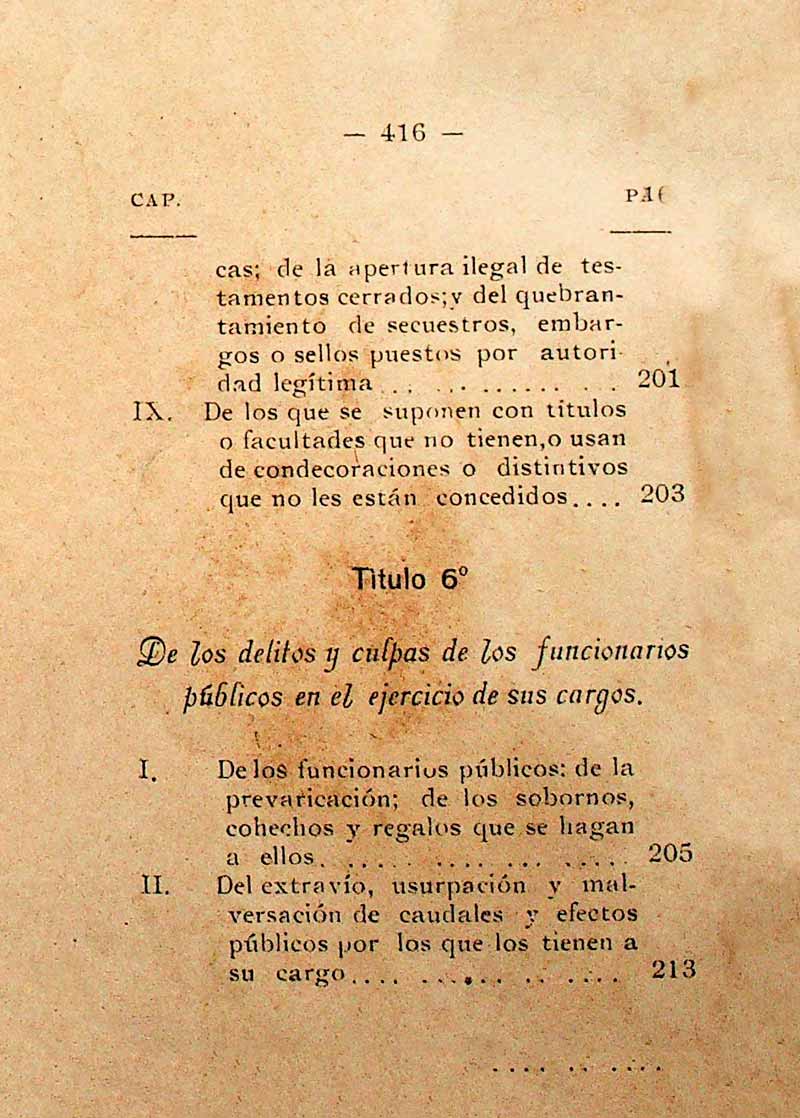 — 416 —
CAP.
PA
cas; de la apertura ilegal de tes-
tamentos cerrados;y del quebran-
tamiento de secuestros, embar-
gos o sellos puestos por autori-
dad legítima . . . . . . . . . . . . . 201
IX. De los que se suponen con titulos
o facultades que no tienen,o usan
de condecoraciones o distintivos
que no les están concedidos.... 203
Titulo 6º
De los delitos y culpas de los funcionarios
públicos en el ejercicio de sus cargos.
I. De los funcionarios públicos: de la
prevaricación; de los sobornos,
cohechos y regalos que se hagan
a ellos. . . . . . . . . . . . . . . . . . 205
II. Del extravío, usurpación y mal-
versación de caudales y efectos
públicos por los que los tienen a
su cargo.... ...... .. .... 213
.... .. ....